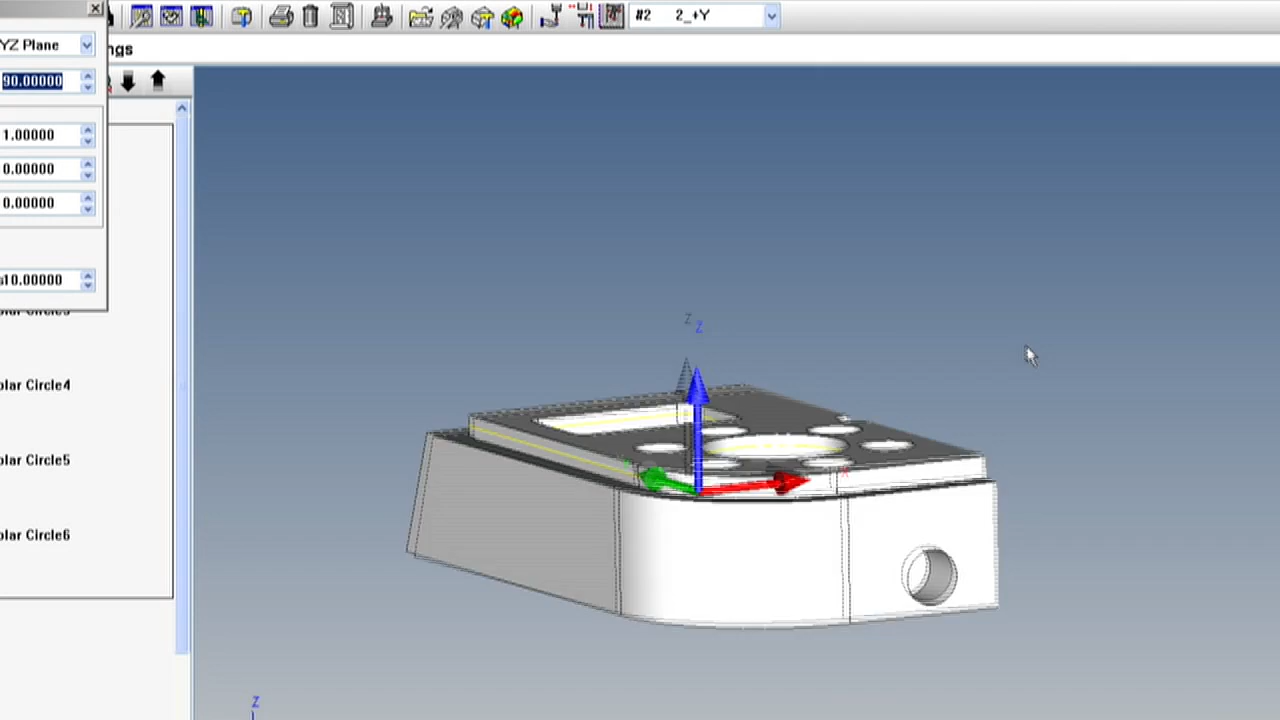 #2 2_+Y
YZ Plane
ngs
90.00000
1.00000
0.00000
0.00000
10.00000
olar Circle4
olar Circle5
olar Circle6
Z
Z
X
Z